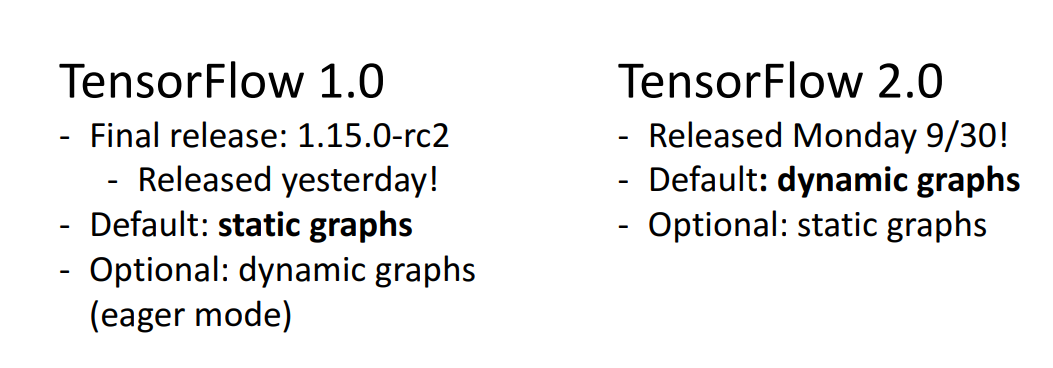 TensorFlow 1.0
- Final release: 1.15.0-rc2
- Released yesterday!
- Default: static graphs
- Optional: dynamic graphs
(eager mode)
TensorFlow 2.0
- Released Monday 9/30!
- Default: dynamic graphs
- Optional: static graphs